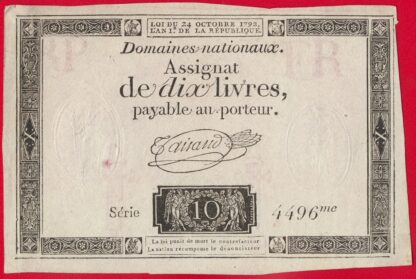 LOI DU 24 OCTOBRE 1792.
L'AN I.er DE LA RÉPUBLIQUE.
Domaines nationaux.
Assignat
de dix livres,
payable au porteur.
Taisaud
Série 10 4496me
La loi punit de mort le contrefacteur
La nation récompense le dénonciateur